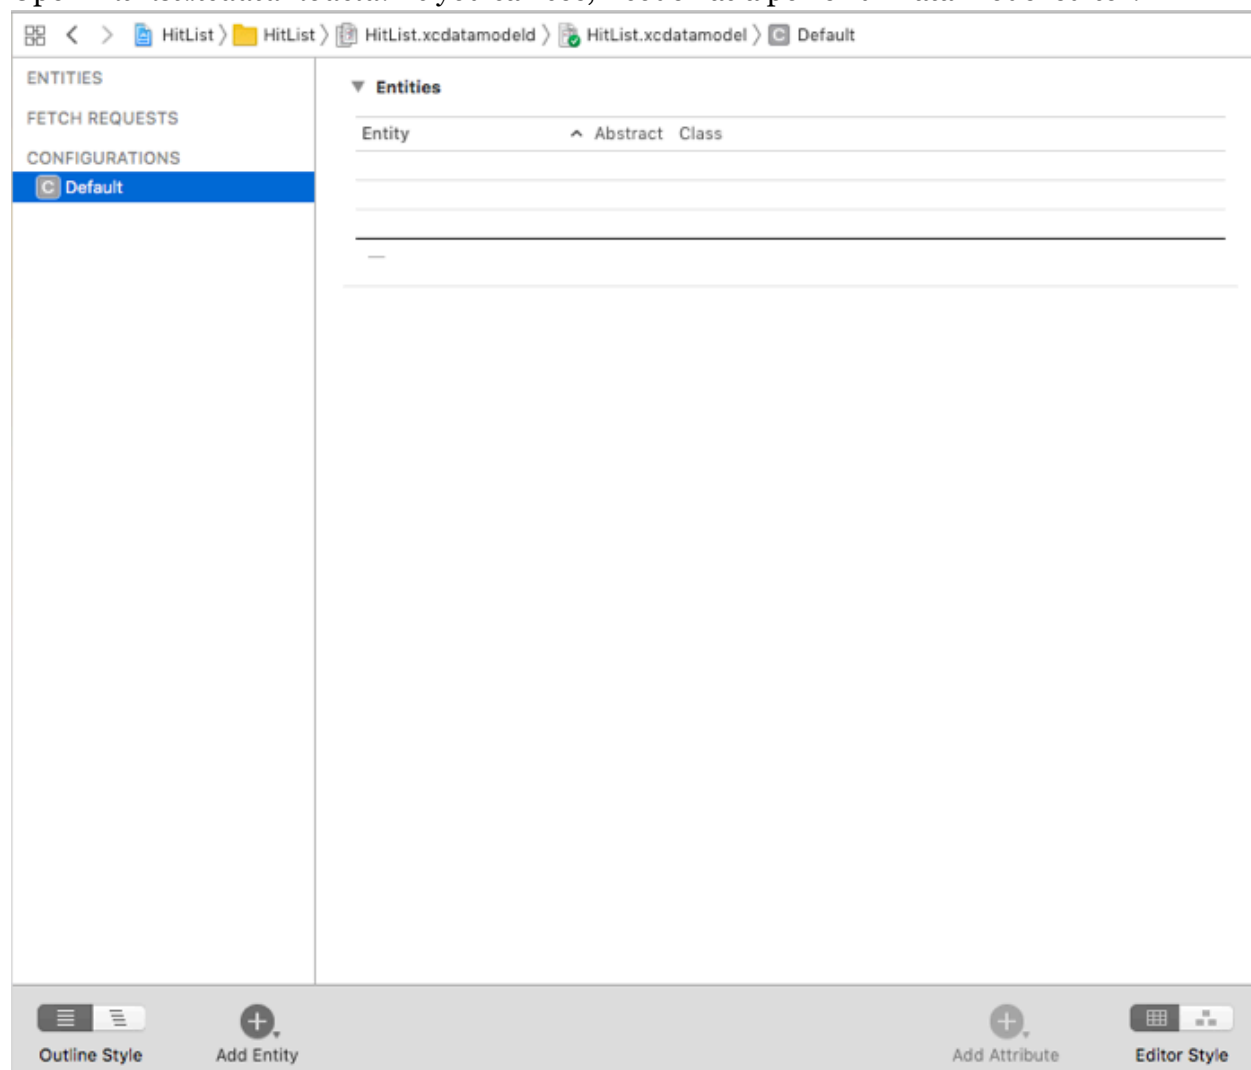 HitList 〉 HitList 〉 HitList.xcdatamodeld 〉 HitList.xcdatamodel 〉 C Default
ENTITIES
FETCH REQUESTS
CONFIGURATIONS
C Default
Entities
Entity Abstract Class
Outline Style Add Entity Add Attribute Editor Style